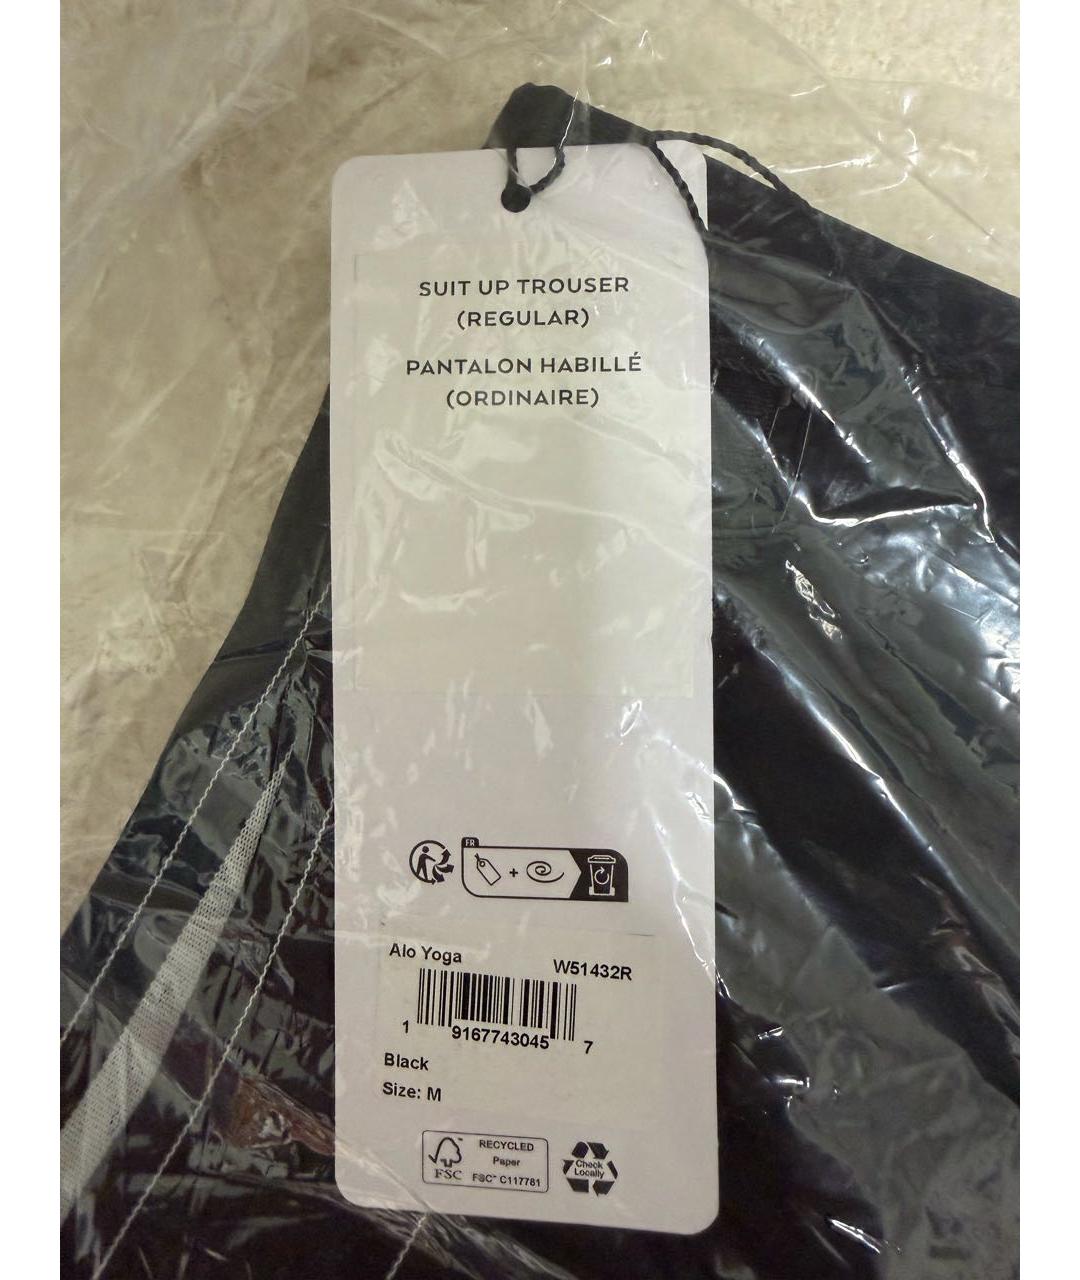 SUIT UP TROUSER
(REGULAR)
PANTALON HABILLÉ
(ORDINAIRE)
FR
Alo Yoga W51432R
1 9167743045 7
Black
Size: M
RECYCLED
Paper
FSC FSC™ C117781
Check
Locally